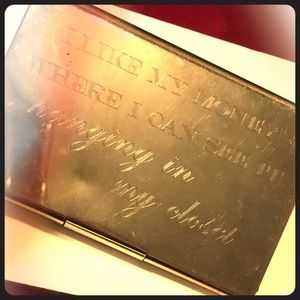 I LIKE MY MONEY
WHERE I CAN SEE IT
hanging in
my closet